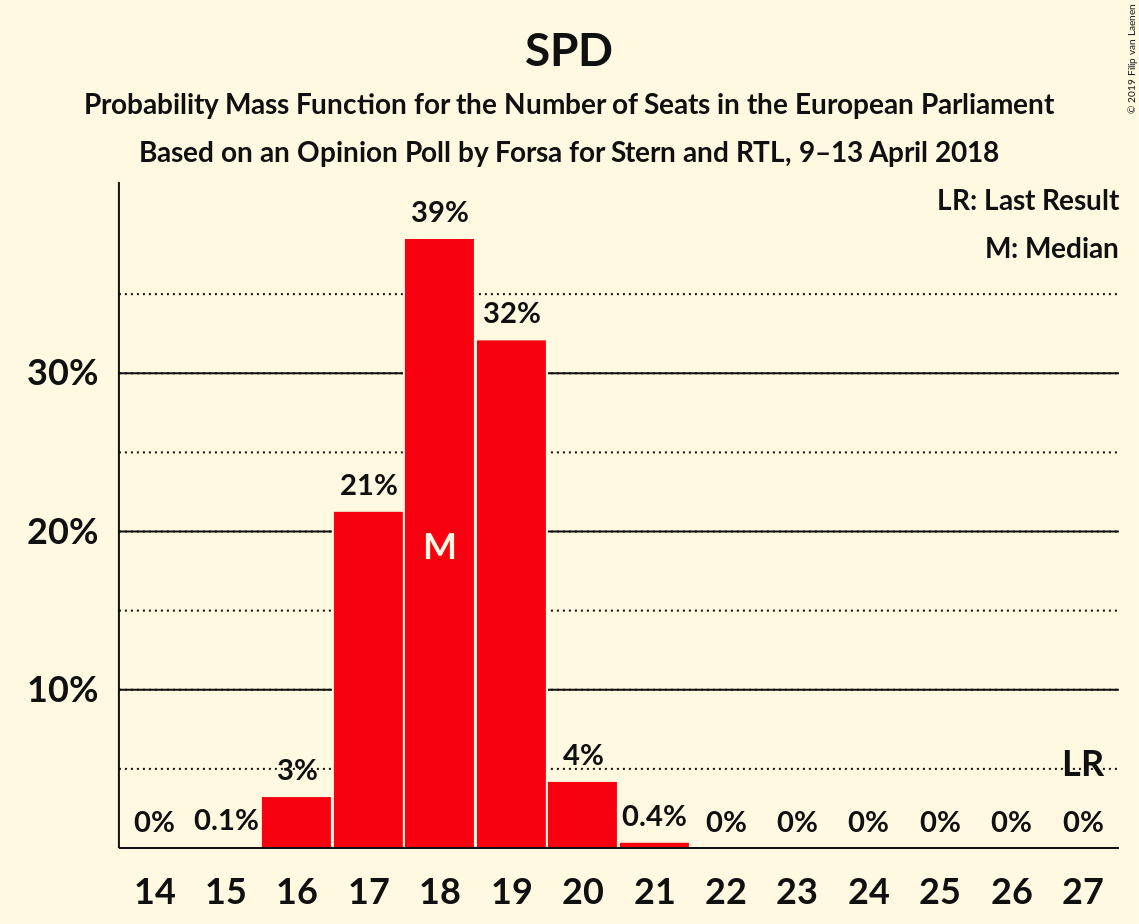 SPD
Probability Mass Function for the Number of Seats in the European Parliament
Based on an Opinion Poll by Forsa for Stern and RTL, 9–13 April 2018
© 2019 Filip van Laenen
LR: Last Result
M: Median
39%
32%
30%
21%
20%
M
10%
4%
3%
LR
0% 0.1% 0.4% 0% 0% 0% 0% 0% 0%
14 15 16 17 18 19 20 21 22 23 24 25 26 27